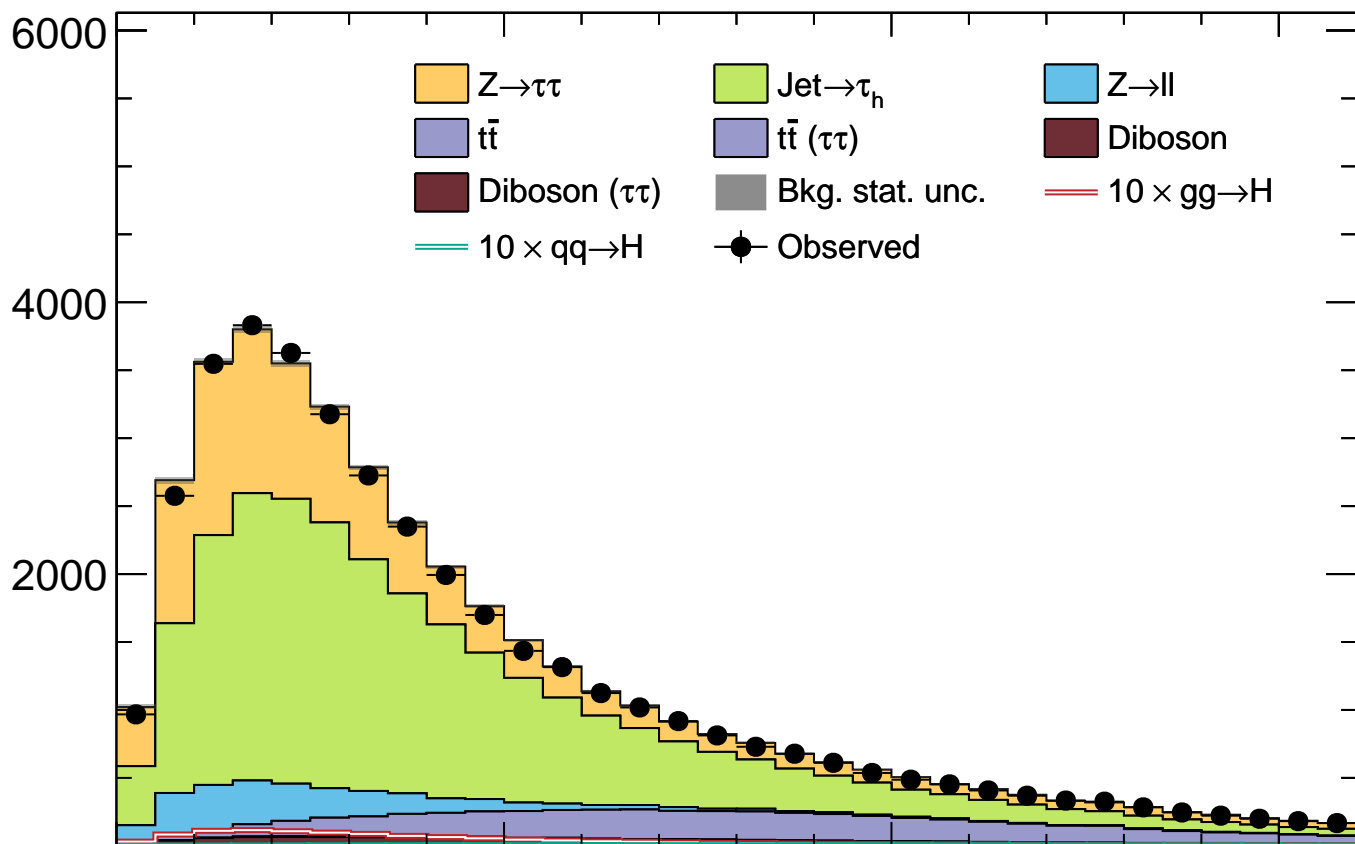 6000
Z→ττ Jet→τh Z→ll
tt̄ tt̄ (ττ) Diboson
Diboson (ττ) Bkg. stat. unc. 10 × gg→H
10 × qq→H Observed
4000
2000